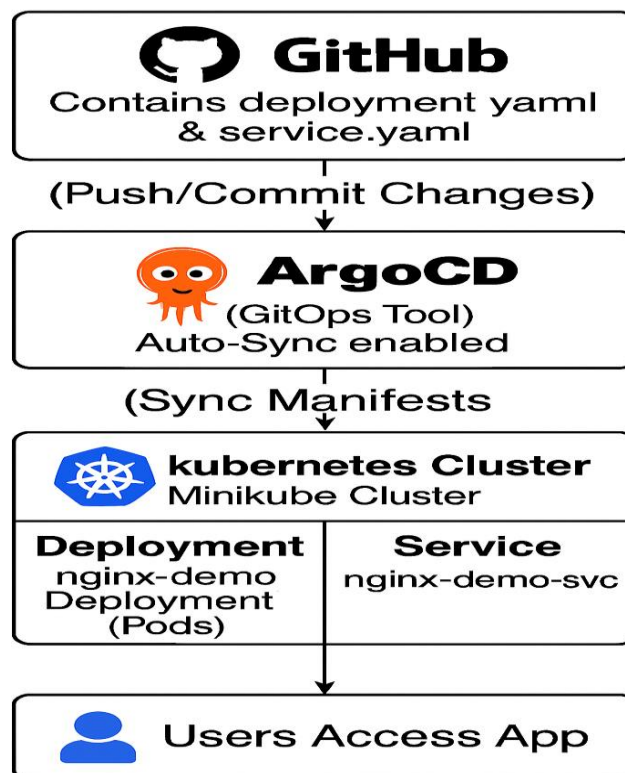 GitHub
Contains deployment yaml
& service.yaml
(Push/Commit Changes)
ArgoCD
(GitOps Tool)
Auto-Sync enabled
(Sync Manifests
kubernetes Cluster
Minikube Cluster
Deployment
nginx-demo
Deployment
(Pods)
Service
nginx-demo-svc
Users Access App